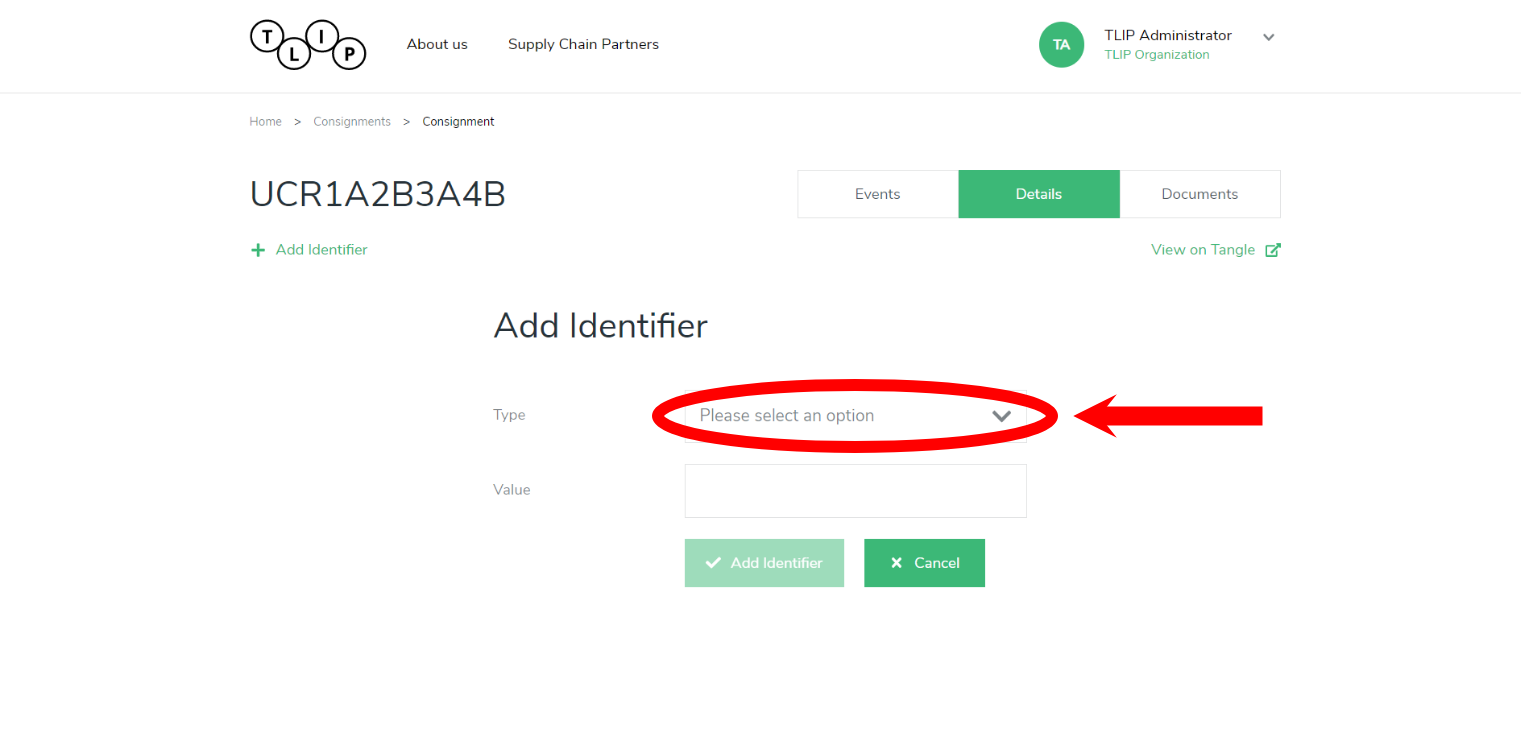 TLIP
About us
Supply Chain Partners
TA
TLIP Administrator
TLIP Organization
Home > Consignments > Consignment
UCR1A2B3A4B
Events
Details
Documents
Add Identifier
View on Tangle
Add Identifier
Type
Please select an option
Value
Add Identifier
Cancel